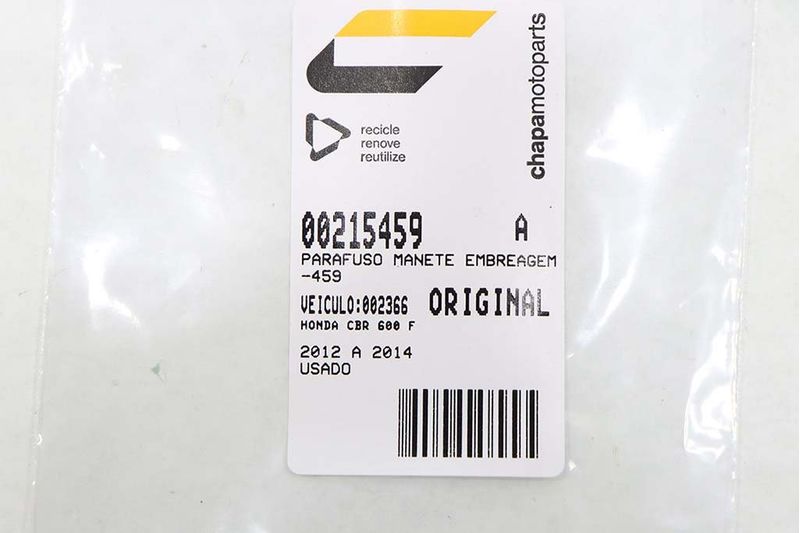 chapamotoparts
recicle
renove
reutilize
00215459 A
PARAFUSO MANETE EMBREAGEM
-459
VEICULO:002366 ORIGINAL
HONDA CBR 600 F
2012 A 2014
USADO